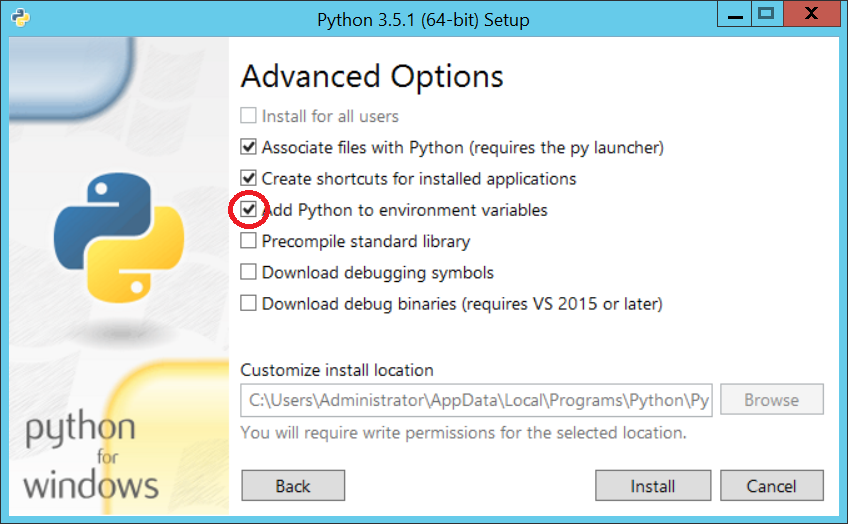 Python 3.5.1 (64-bit) Setup
Advanced Options
Install for all users
Associate files with Python (requires the py launcher)
Create shortcuts for installed applications
Add Python to environment variables
Precompile standard library
Download debugging symbols
Download debug binaries (requires VS 2015 or later)
Customize install location
C:\Users\Administrator\AppData\Local\Programs\Python\Py
Browse
You will require write permissions for the selected location.
python
for
windows
Back
Install
Cancel